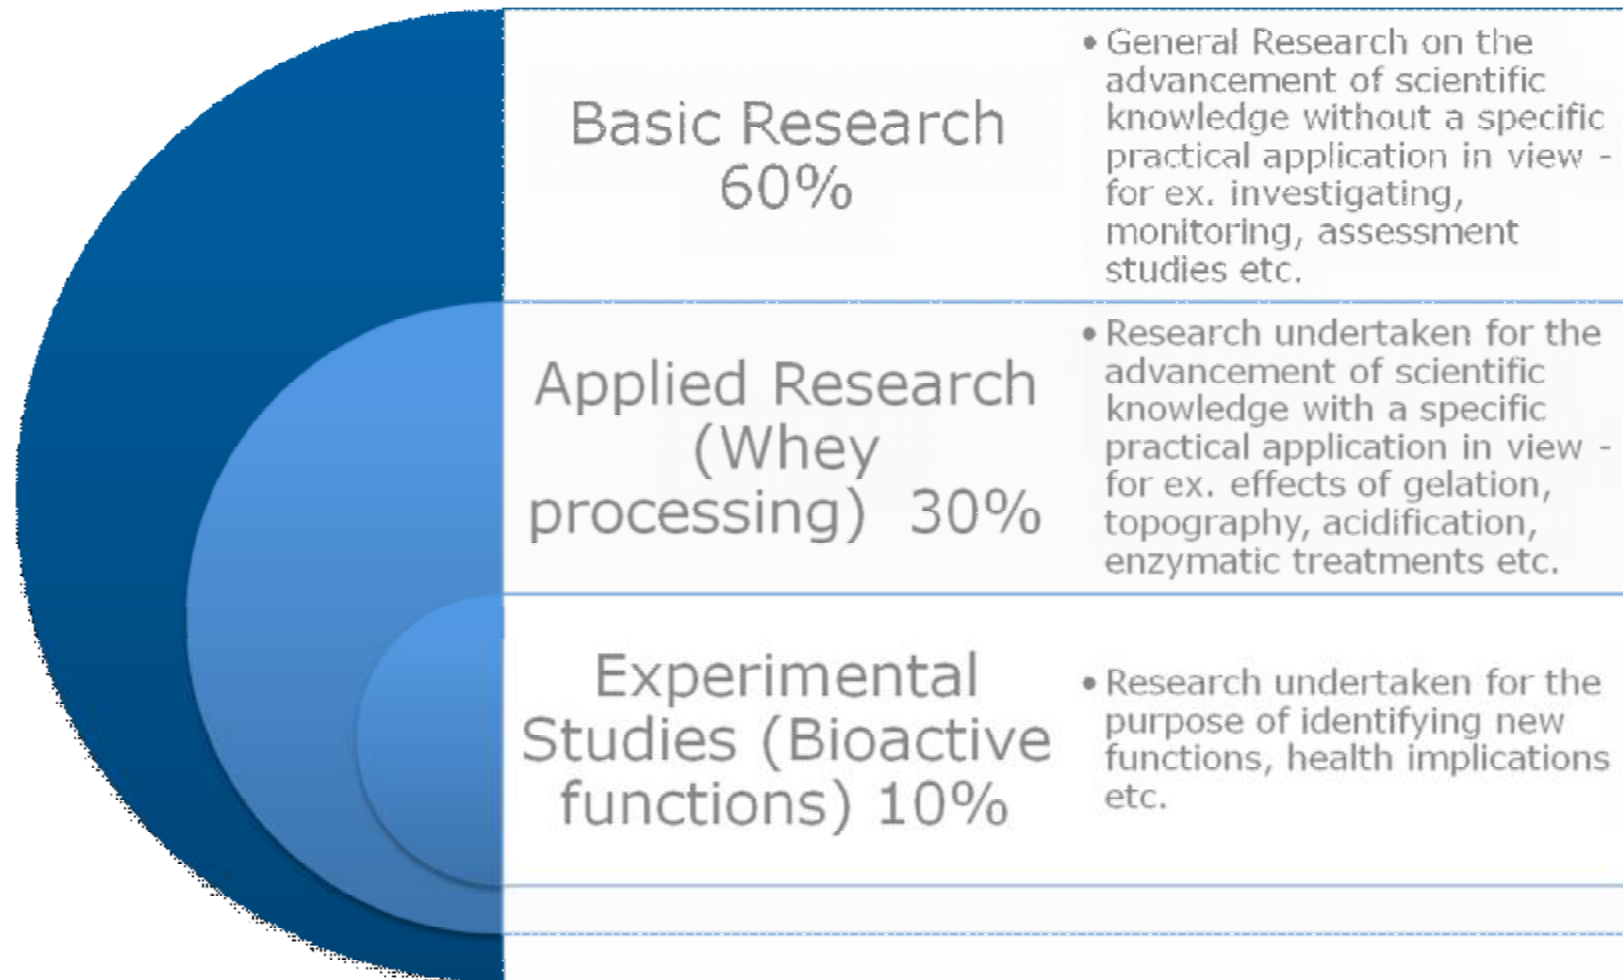 Basic Research
60%
• General Research on the
advancement of scientific
knowledge without a specific
practical application in view -
for ex. investigating,
monitoring, assessment
studies etc.
Applied Research
(Whey
processing)  30%
• Research undertaken for the
advancement of scientific
knowledge with a specific
practical application in view -
for ex. effects of gelation,
topography, acidification,
enzymatic treatments etc.
Experimental
Studies (Bioactive
functions) 10%
• Research undertaken for the
purpose of identifying new
functions, health implications
etc.